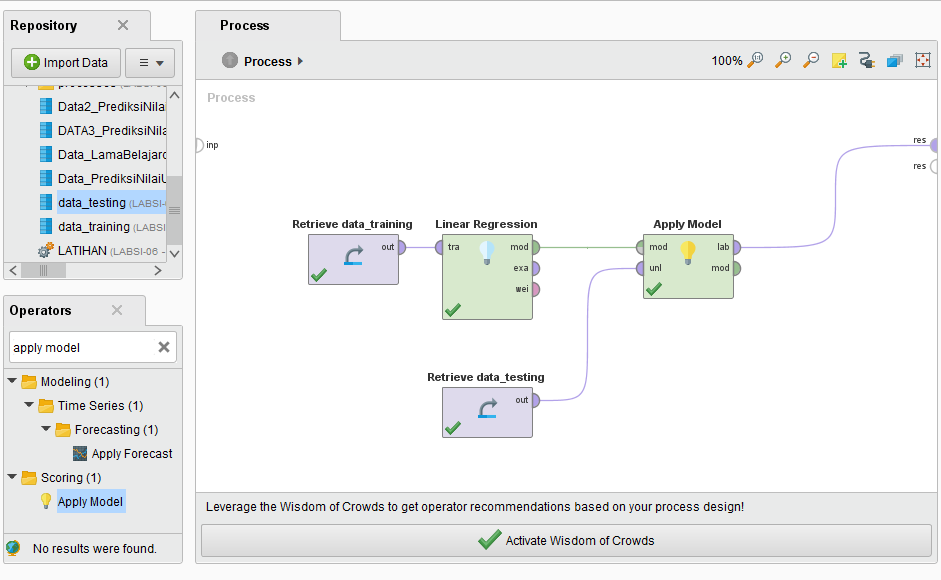 Repository
Import Data
Data2_PrediksiNila
DATA3_PrediksiNila
Data_LamaBelajar
Data_PrediksiNilaiU
data_testing (LABSI-
data_training (LABSI
LATIHAN (LABSI-06 -
Operators
apply model
Modeling (1)
Time Series (1)
Forecasting (1)
Apply Forecast
Scoring (1)
Apply Model
No results were found.
Process
Process
100%
Process
inp
res
res
Retrieve data_training
out
Linear Regression
tra
mod
exa
wei
Apply Model
mod
lab
unl
mod
Retrieve data_testing
out
Leverage the Wisdom of Crowds to get operator recommendations based on your process design!
Activate Wisdom of Crowds